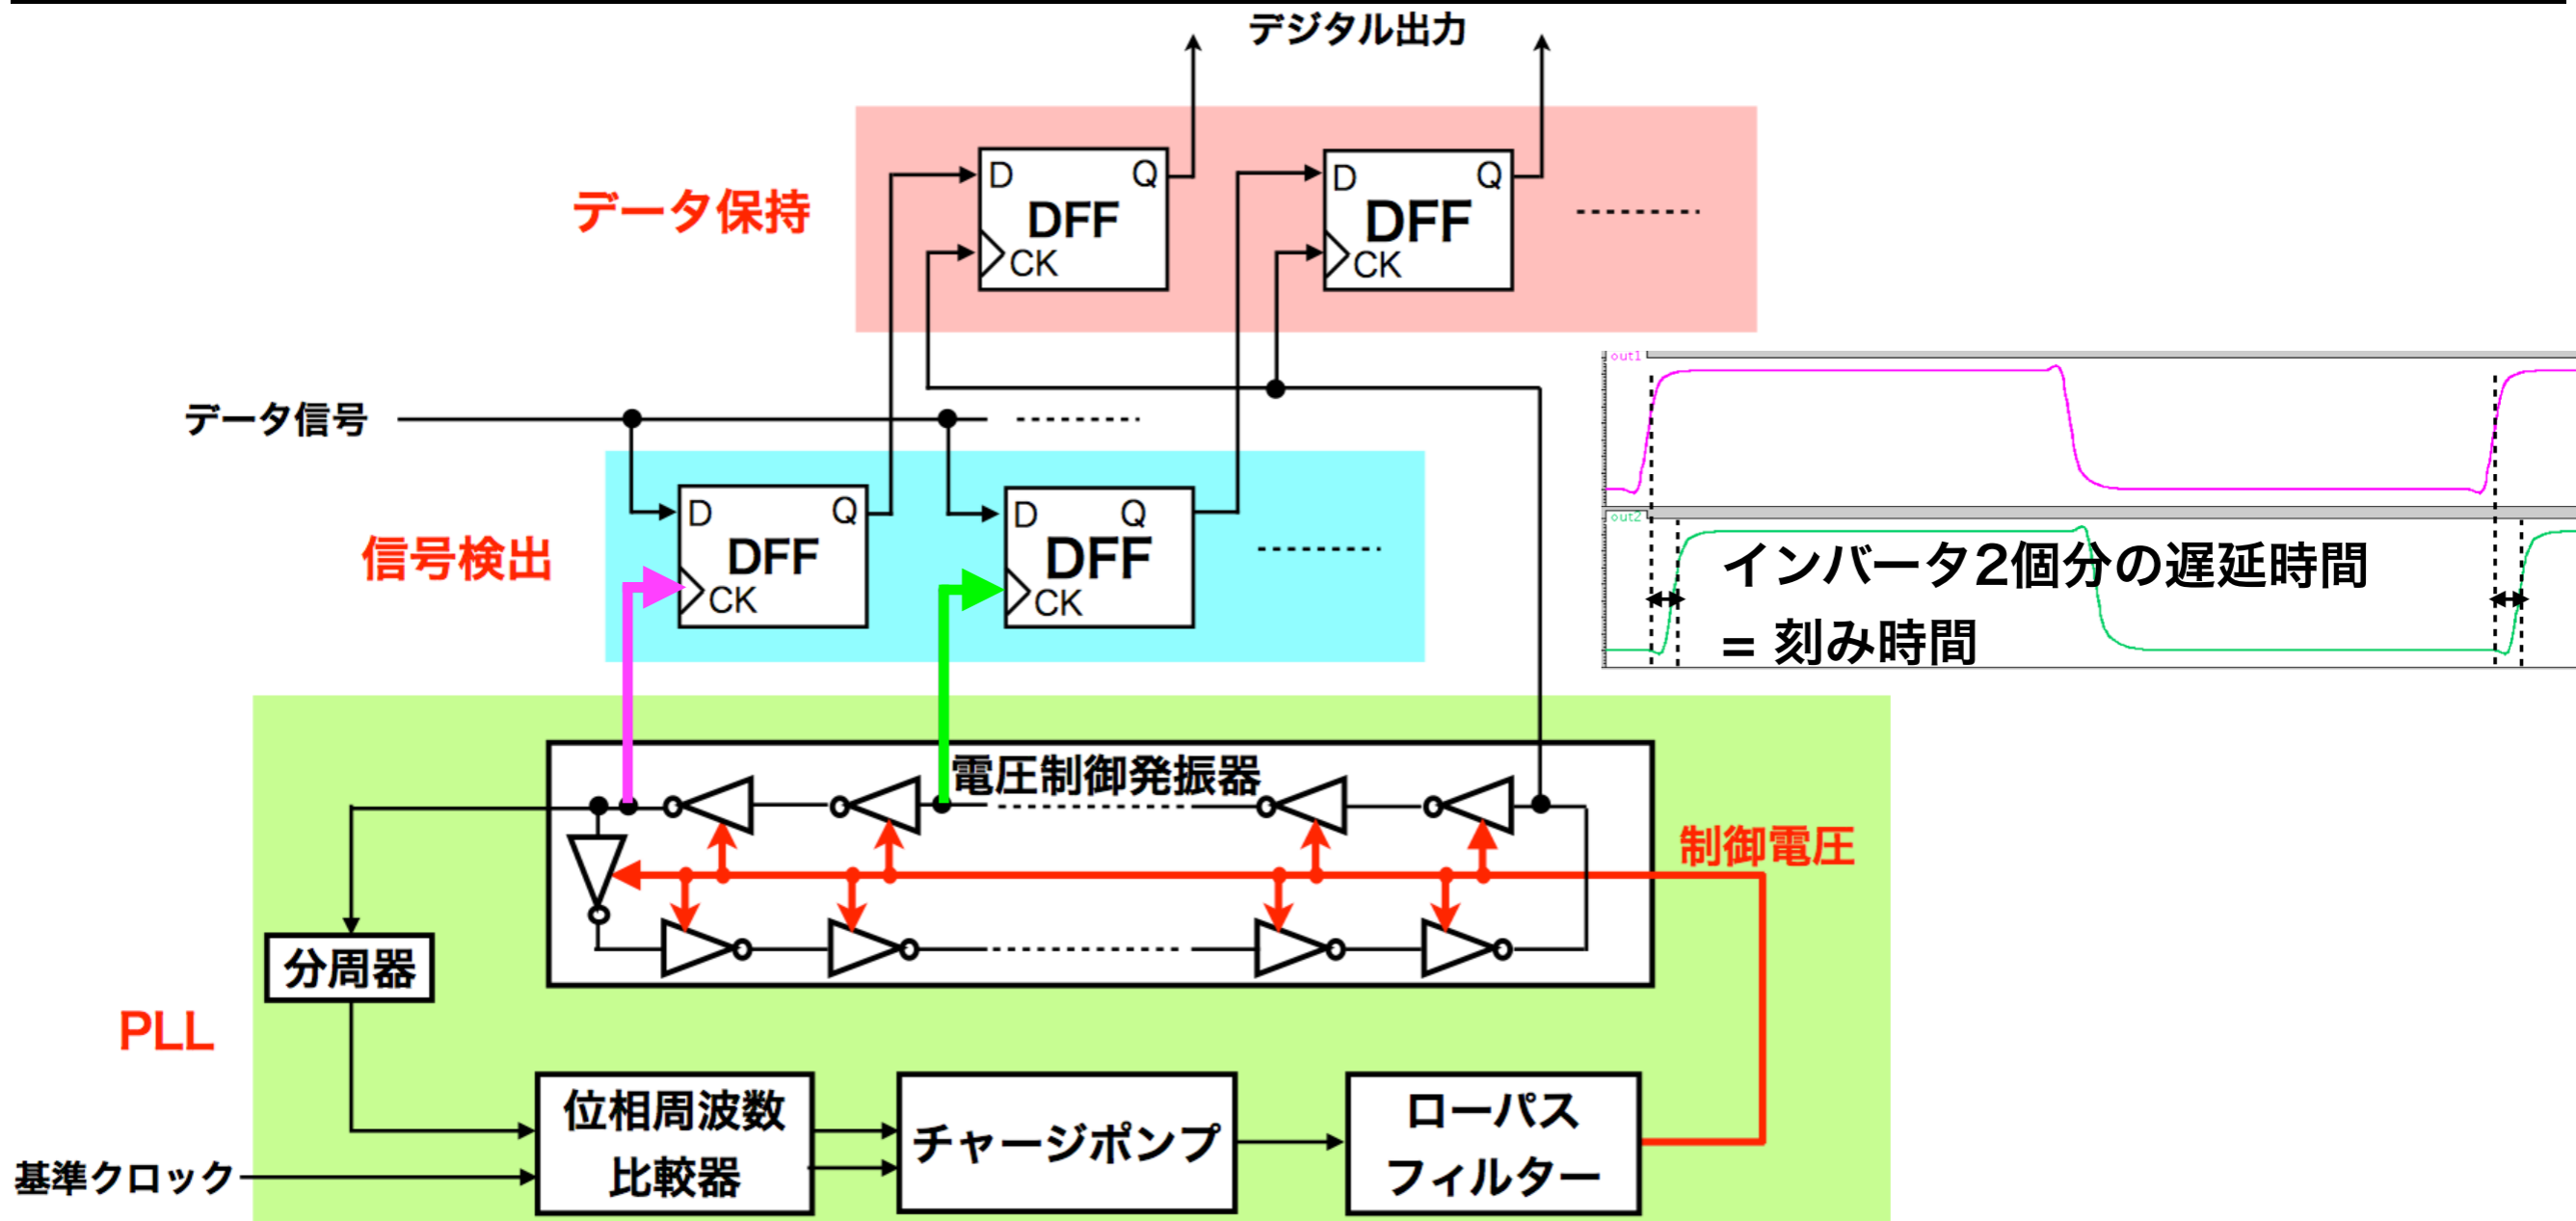 デジタル出力
データ保持
D Q
DFF
CK
D Q
DFF
CK
データ信号
信号検出
D Q
DFF
CK
D Q
DFF
CK
out1
out2
インバータ2個分の遅延時間
= 刻み時間
電圧制御発振器
制御電圧
分周器
PLL
位相周波数
比較器
チャージポンプ
ローパス
フィルター
基準クロック